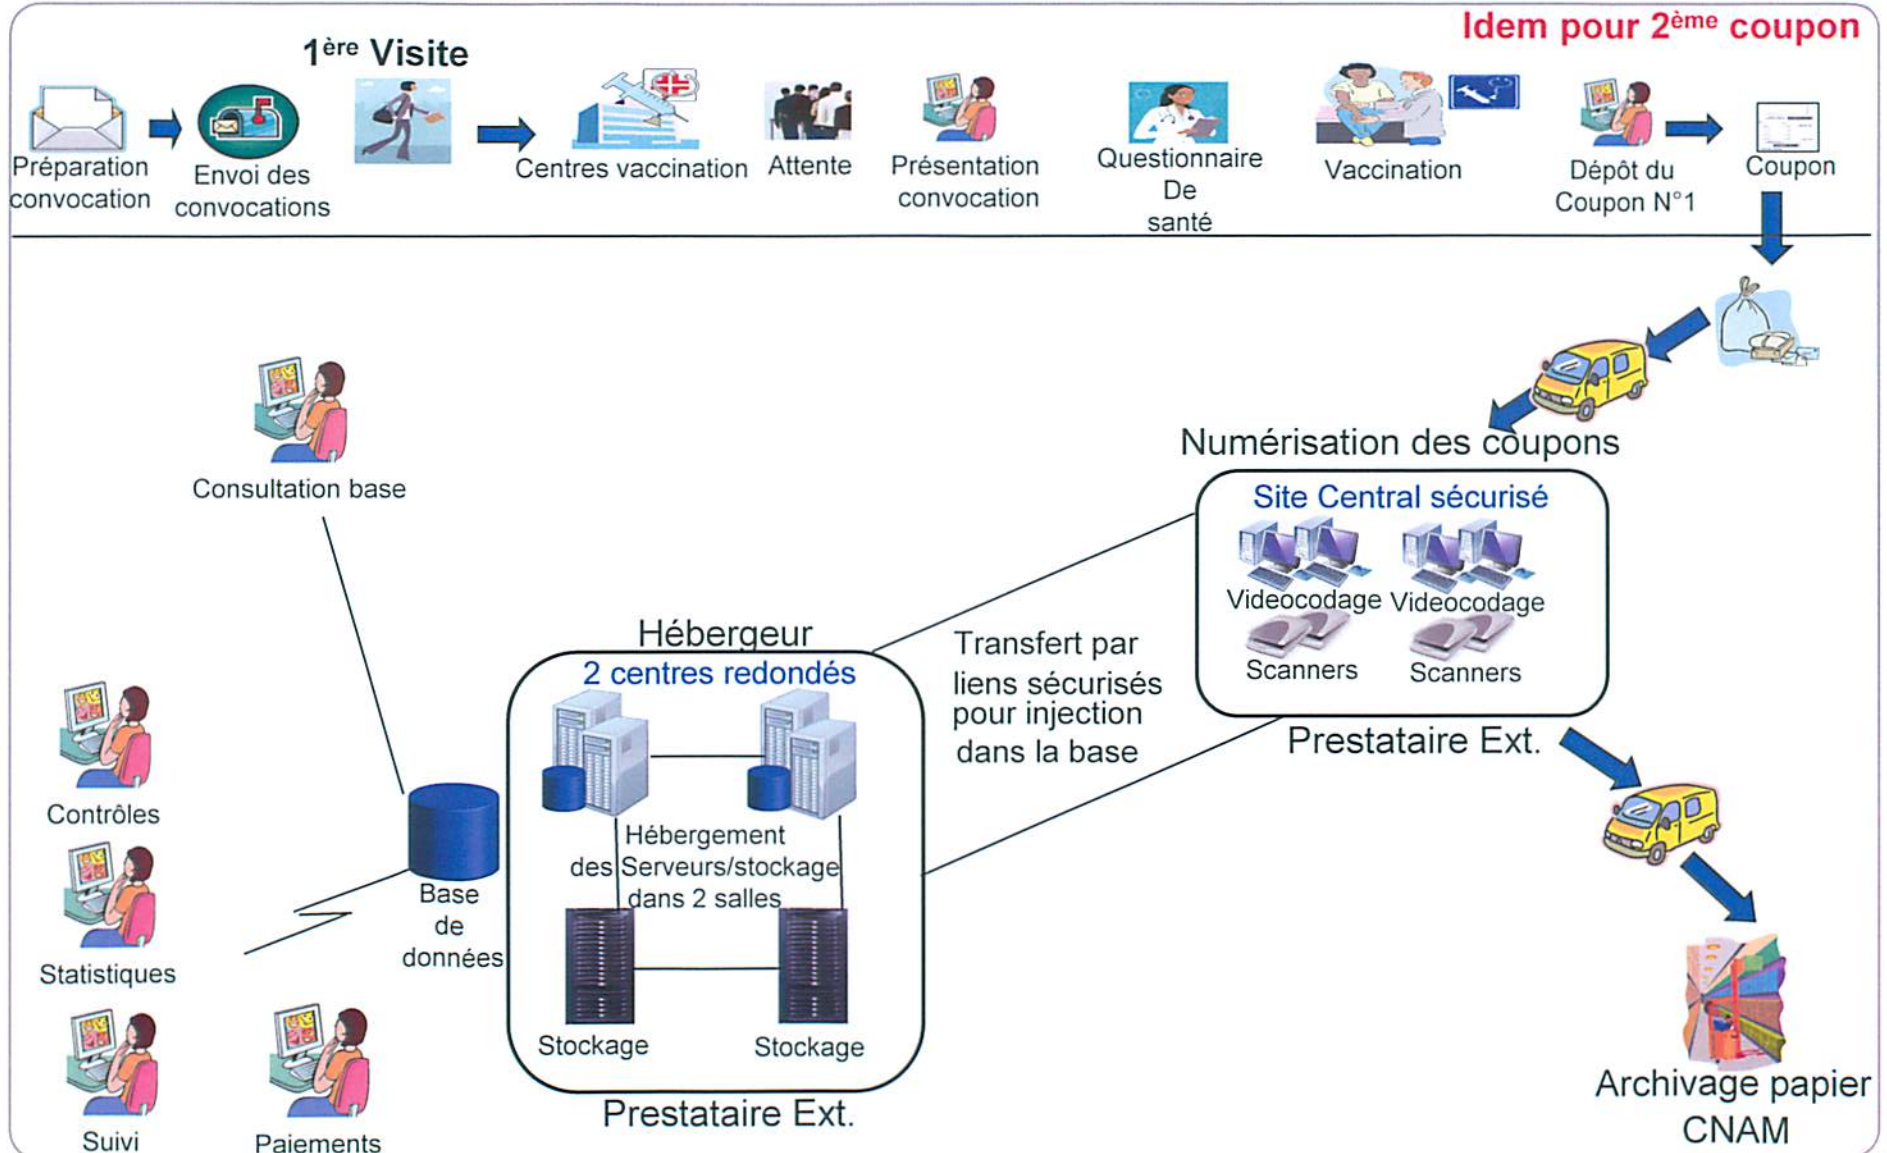 Idem pour 2ème coupon
1ère Visite
Préparation
convocation
Envoi des
convocations
Centres vaccination
Attente
Présentation
convocation
Questionnaire
De
santé
Vaccination
Dépôt du
Coupon N°1
Coupon
Consultation base
Numérisation des coupons
Site Central sécurisé
Videocodage
Videocodage
Scanners
Scanners
Prestataire Ext.
Transfert par
liens sécurisés
pour injection
dans la base
Hébergeur
2 centres redondés
Hébergement
des Serveurs/stockage
dans 2 salles
Stockage
Stockage
Prestataire Ext.
Base
de
données
Contrôles
Statistiques
Suivi
Paiements
Archivage papier
CNAM